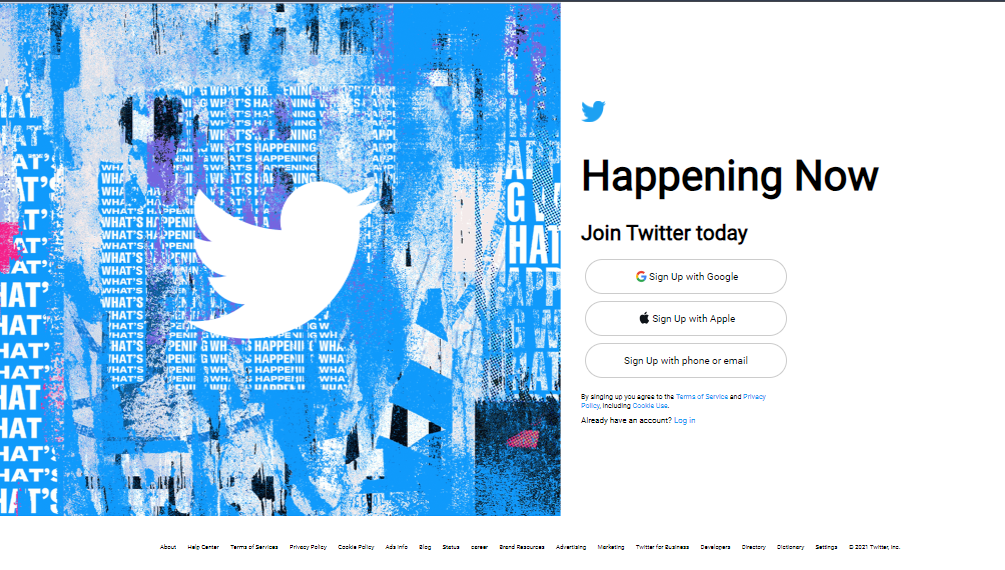 WHAT'S HAPPENING
Happening Now
Join Twitter today
Sign Up with Google
Sign Up with Apple
Sign Up with phone or email
By singing up you agree to the Terms of Service and Privacy
Policy, including Cookie Use.
Already have an account? Log in
About Help Center Terms of Services Privacy Policy Cookie Policy Ads info Blog Status career Brand Resources Advertising Marketing Twitter for Business Developers Directory Dictionary Settings © 2021 Twitter, Inc.